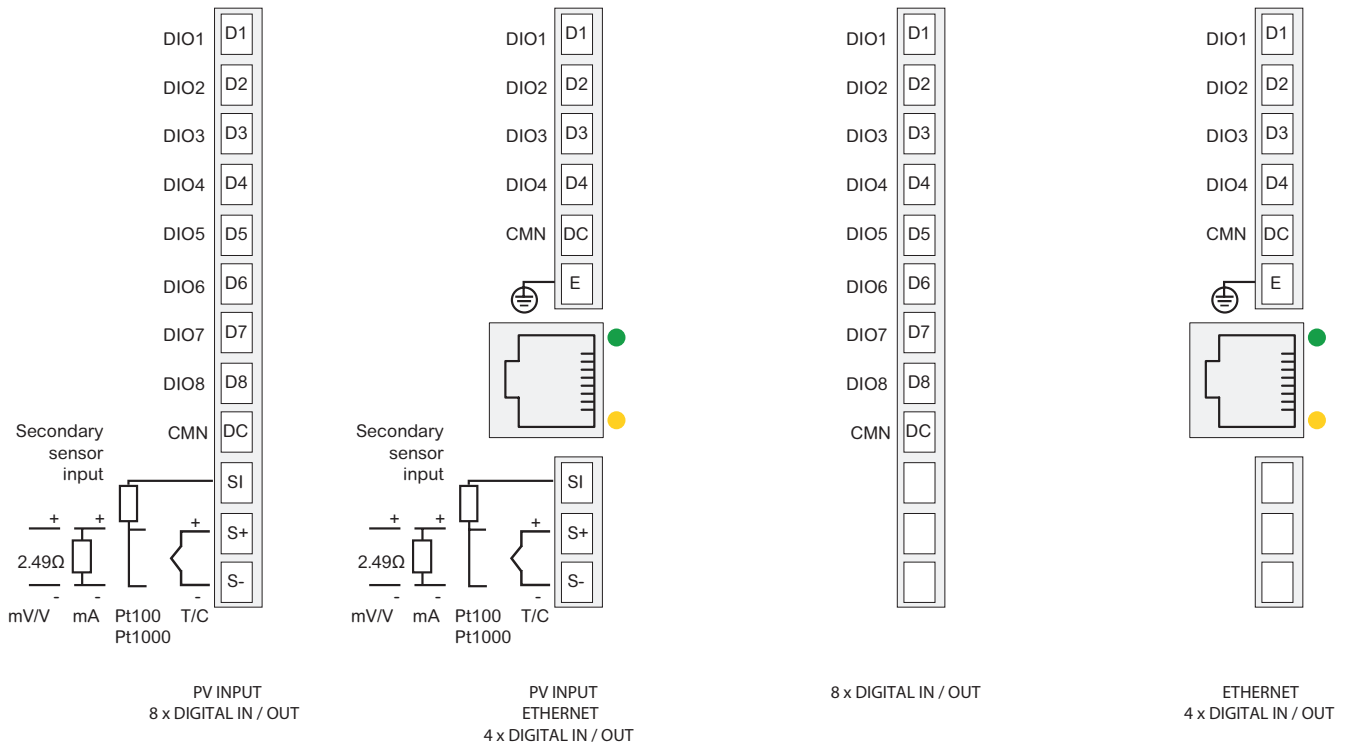 DIO1 D1
DIO2 D2
DIO3 D3
DIO4 D4
DIO5 D5
DIO6 D6
DIO7 D7
DIO8 D8
CMN DC
Secondary
sensor
input
SI
+ + + S+
2.49Ω
- - - S-
mV/V mA Pt100 T/C
Pt1000
PV INPUT
8 x DIGITAL IN / OUT
DIO1 D1
DIO2 D2
DIO3 D3
DIO4 D4
CMN DC
E
Secondary
sensor
input
SI
+ + + S+
2.49Ω
- - - S-
mV/V mA Pt100 T/C
Pt1000
PV INPUT
ETHERNET
4 x DIGITAL IN / OUT
DIO1 D1
DIO2 D2
DIO3 D3
DIO4 D4
DIO5 D5
DIO6 D6
DIO7 D7
DIO8 D8
CMN DC
8 x DIGITAL IN / OUT
DIO1 D1
DIO2 D2
DIO3 D3
DIO4 D4
CMN DC
E
ETHERNET
4 x DIGITAL IN / OUT